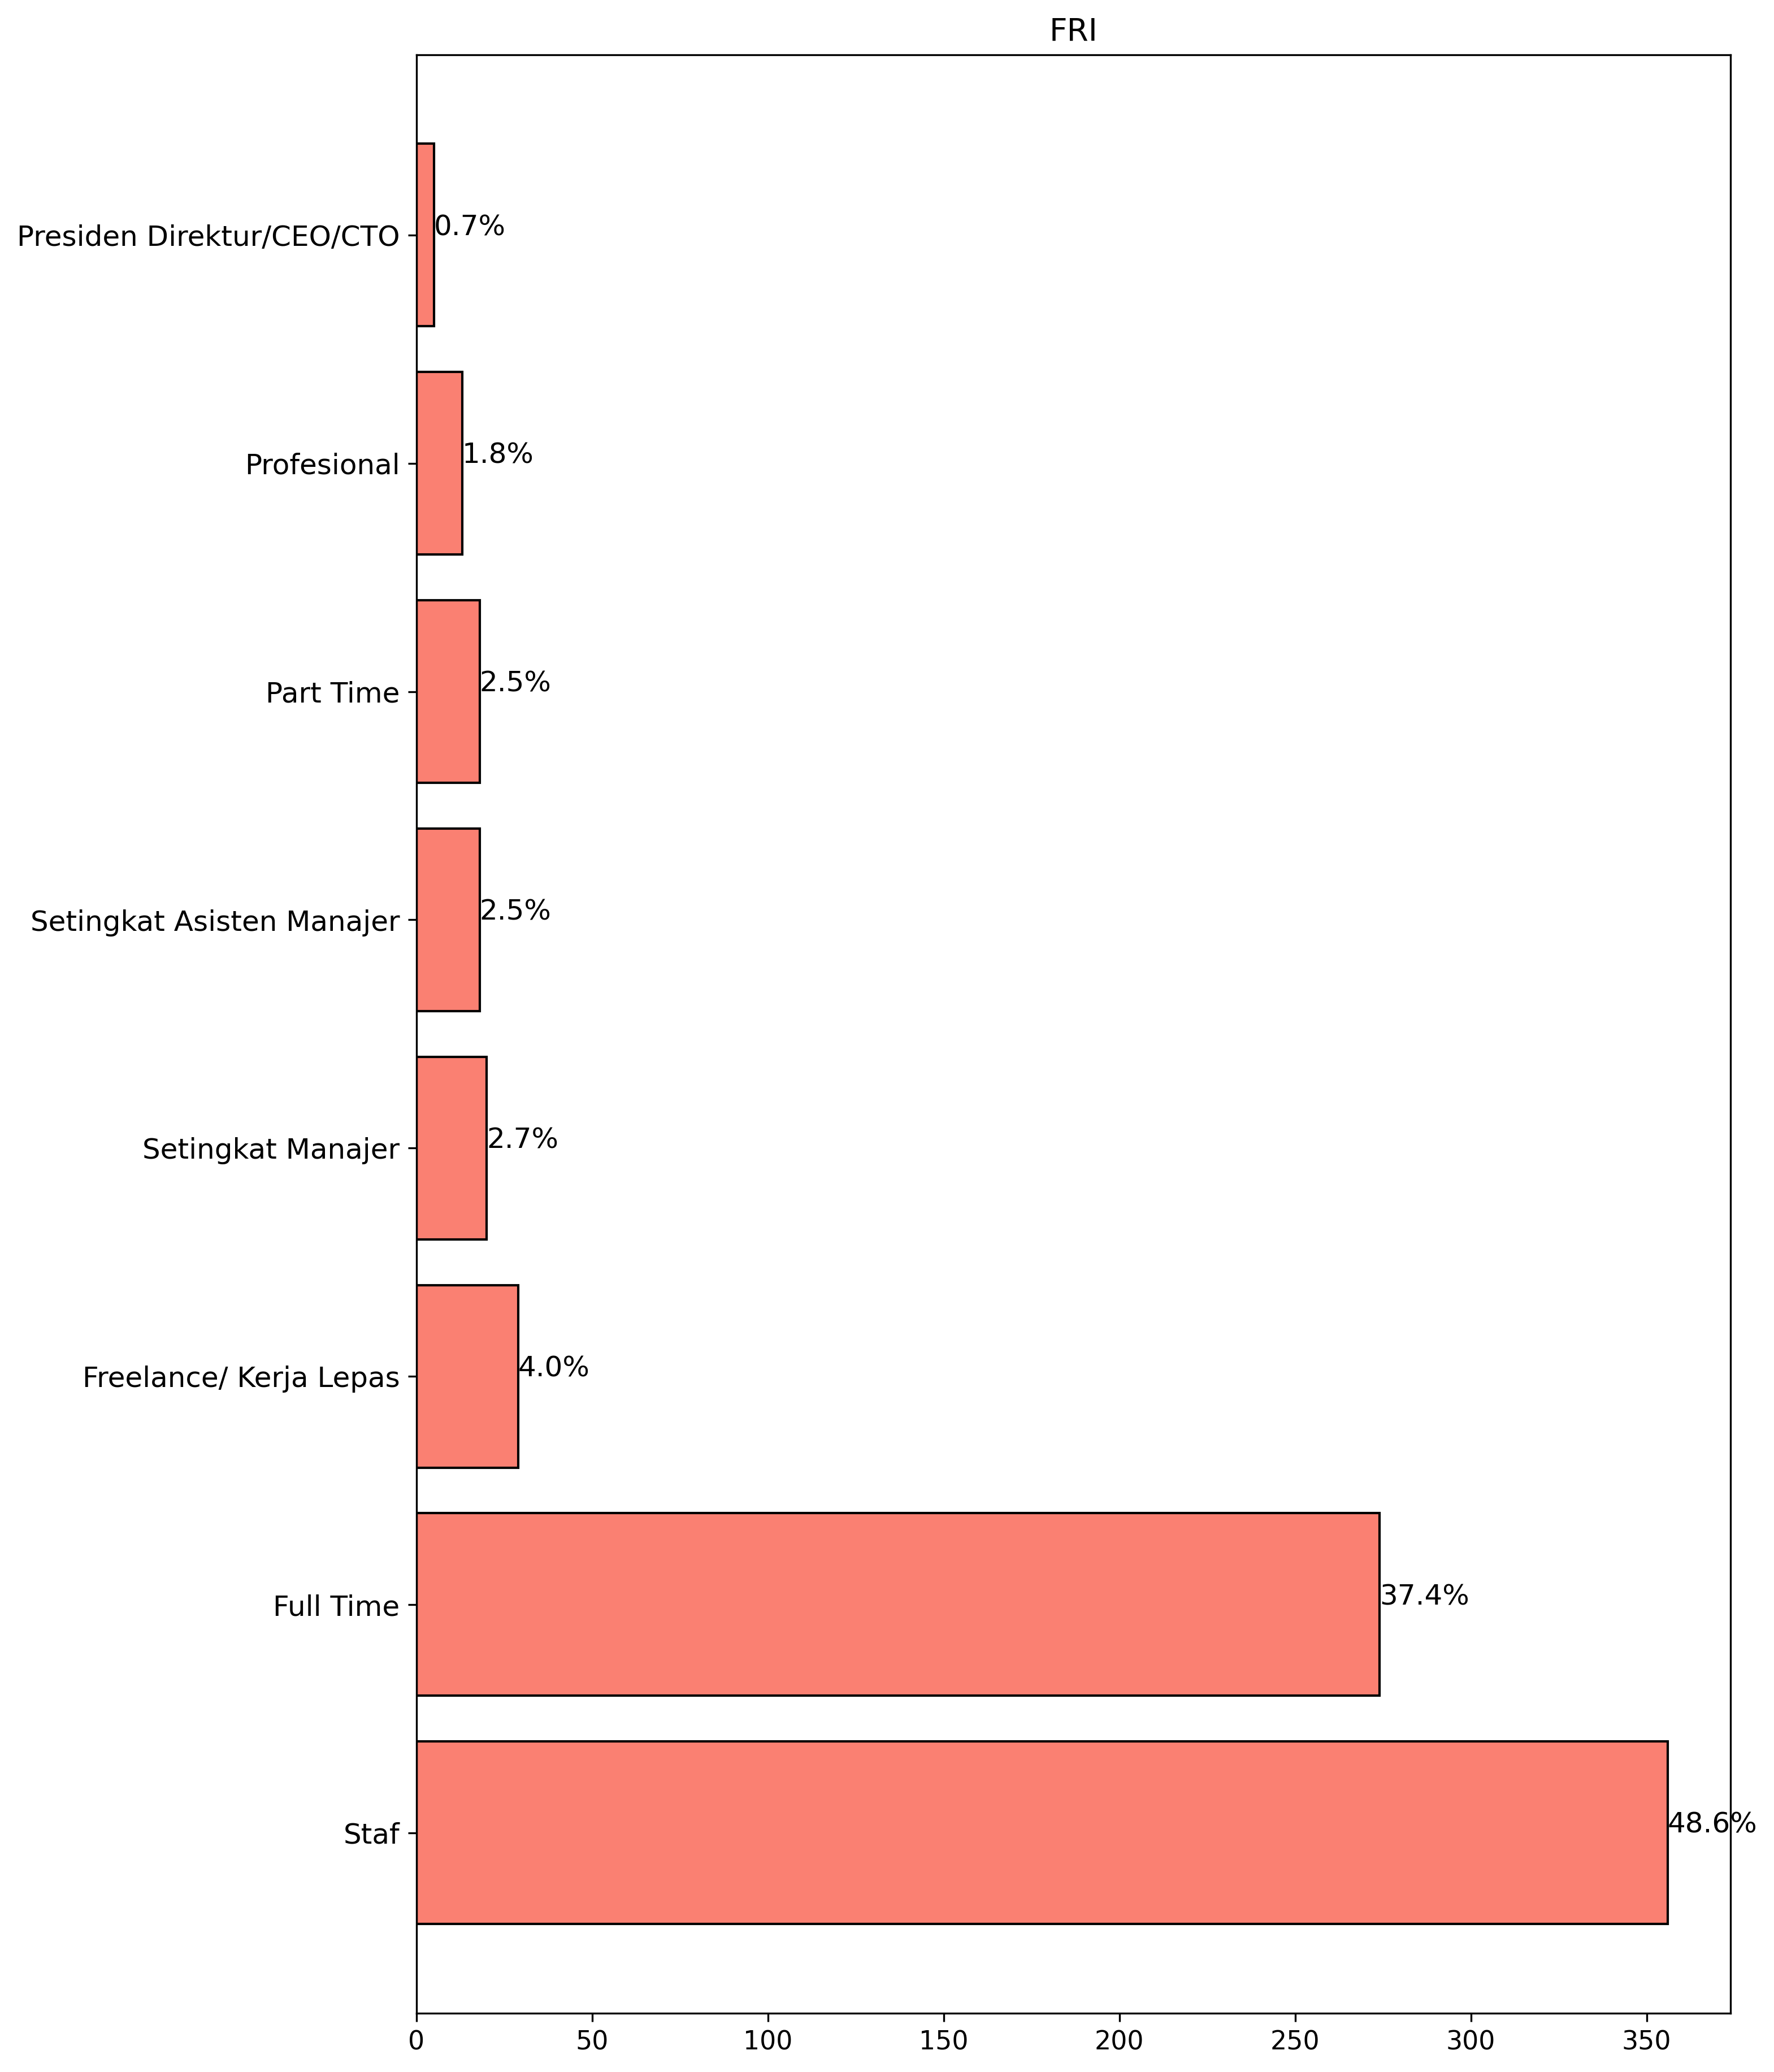 FRI
Presiden Direktur/CEO/CTO
0.7%
Profesional
1.8%
Part Time
2.5%
Setingkat Asisten Manajer
2.5%
Setingkat Manajer
2.7%
Freelance/ Kerja Lepas
4.0%
Full Time
37.4%
Staf
48.6%
0 50 100 150 200 250 300 350